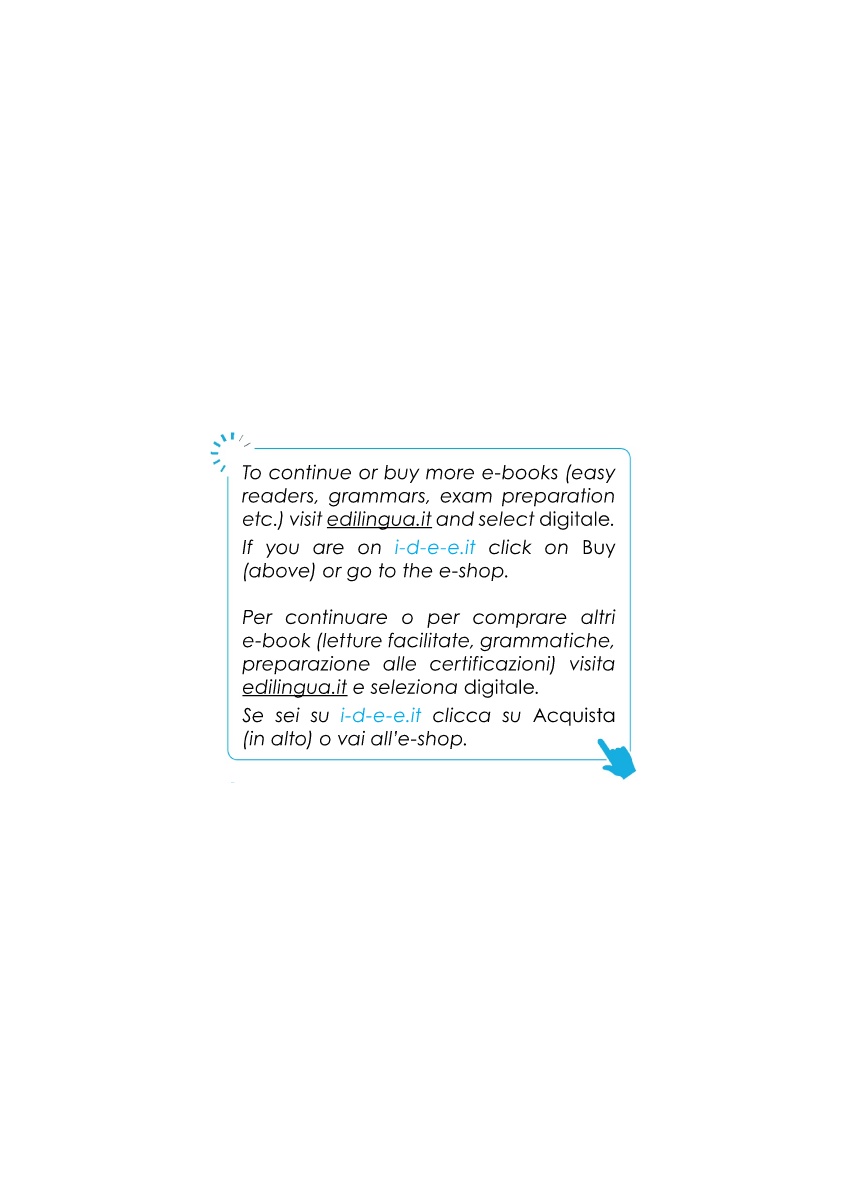 To continue or buy more e-books (easy
readers, grammars, exam preparation
etc.) visit edilingua.it and select digitale.
If you are on i-d-e-e.it click on Buy
(above) or go to the e-shop.
Per continuare o per comprare altri
e-book (letture facilitate, grammatiche,
preparazione alle certificazioni) visita
edilingua.it e seleziona digitale.
Se sei su i-d-e-e.it clicca su Acquista
(in alto) o vai all'e-shop.